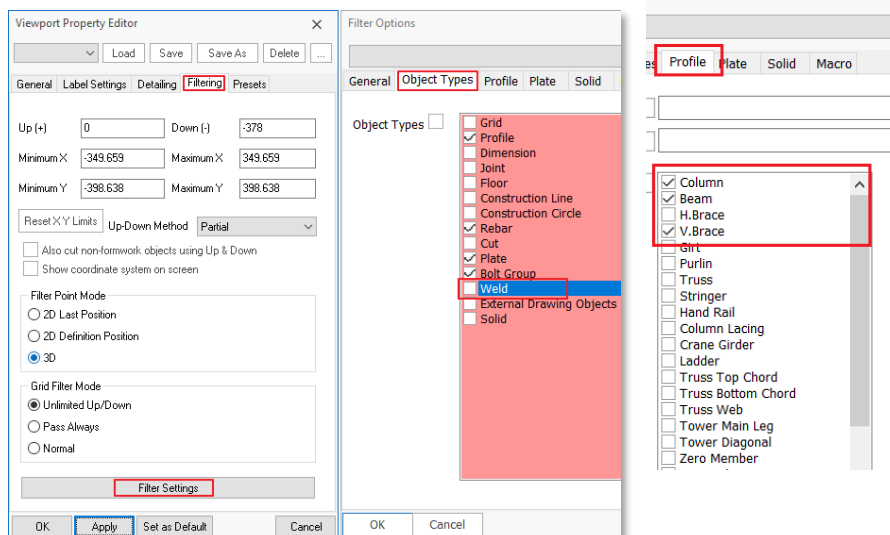 Viewport Property Editor
Load Save Save As Delete ...
General Label Settings Detailing Filtering Presets
Up (+) 0 Down (-) -378
Minimum X -349.659 Maximum X 349.659
Minimum Y -398.638 Maximum Y 398.638
Reset X Y Limits Up-Down Method Partial
Also cut non-formwork objects using Up & Down
Show coordinate system on screen
Filter Point Mode
2D Last Position
2D Definition Position
3D
Grid Filter Mode
Unlimited Up/Down
Pass Always
Normal
Filter Settings
OK Apply Set as Default Cancel
Filter Options
General Object Types Profile Plate Solid
Object Types
Grid
Profile
Dimension
Joint
Floor
Construction Line
Construction Circle
Rebar
Cut
Plate
Bolt Group
Weld
External Drawing Objects
Solid
OK Cancel
Profile Plate Solid Macro
Column
Beam
H.Brace
V.Brace
Girt
Purlin
Truss
Stringer
Hand Rail
Column Lacing
Crane Girder
Ladder
Truss Top Chord
Truss Bottom Chord
Truss Web
Tower Main Leg
Tower Diagonal
Zero Member